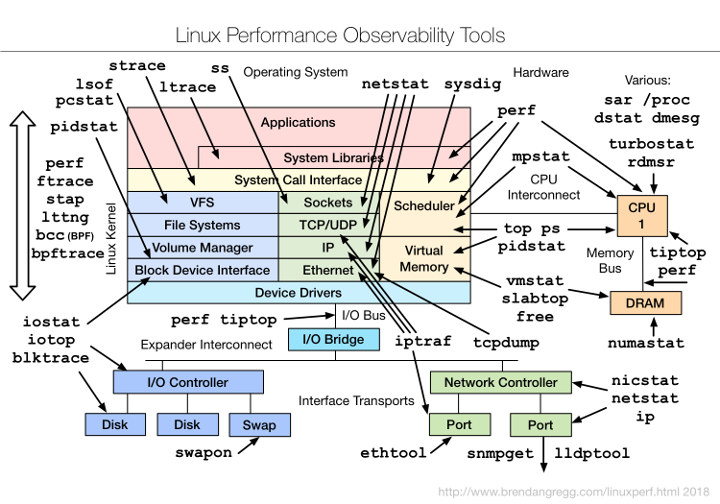 Linux Performance Observability Tools
strace
ss
Operating System
Hardware
Various:
lsof
ltrace
netstat
sysdig
sar /proc
pcstat
dstat dmesg
pidstat
Applications
perf
turbostat
rdmsr
System Libraries
mpstat
perf
ftrace
stap
lttng
bcc (BPF)
bpftrace
System Call Interface
CPU
Interconnect
Linux Kernel
VFS
Sockets
Scheduler
CPU
1
File Systems
TCP/UDP
top ps
pidstat
Volume Manager
IP
Virtual
Memory
Memory
Bus
tiptop
perf
Block Device Interface
Ethernet
vmstat
slabtop
free
Device Drivers
DRAM
iostat
iotop
blktrace
perf tiptop
I/O Bus
numastat
Expander Interconnect
I/O Bridge
iptraf
tcpdump
I/O Controller
Network Controller
nicstat
netstat
ip
Interface Transports
Disk
Disk
Swap
Port
Port
swapon
ethtool
snmpget
lldptool
http://www.brendangregg.com/linuxperf.html 2018